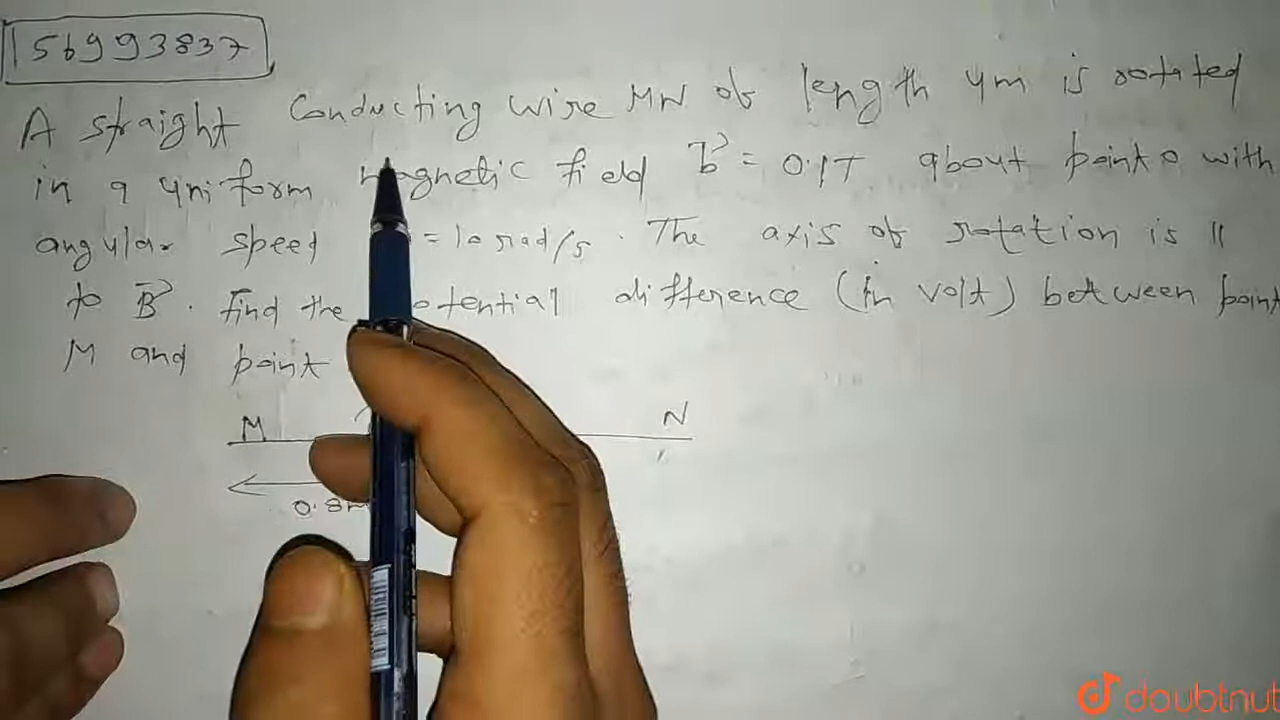 156993837
A straight Conducting wire MN of length 4m is rotated
in a uniform magnetic field B⃗ = 0.1T about point o with
angular speed = 10 rad/s. The axis of rotation is ||
to B⃗. Find the potential difference (in volt) between point
M and point
M N
0.8m
doubtnut